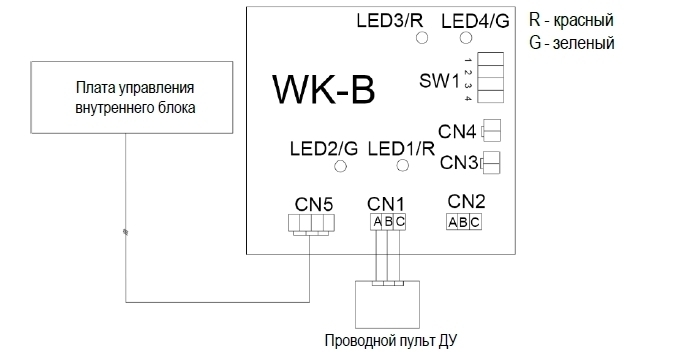 LED3/R LED4/G
R - красный
G - зеленый
Плата управления
внутреннего блока
WK-B
SW1
1
2
3
4
CN4
CN3
LED2/G LED1/R
CN5 CN1 CN2
A B C
ABC
Проводной пульт ДУ